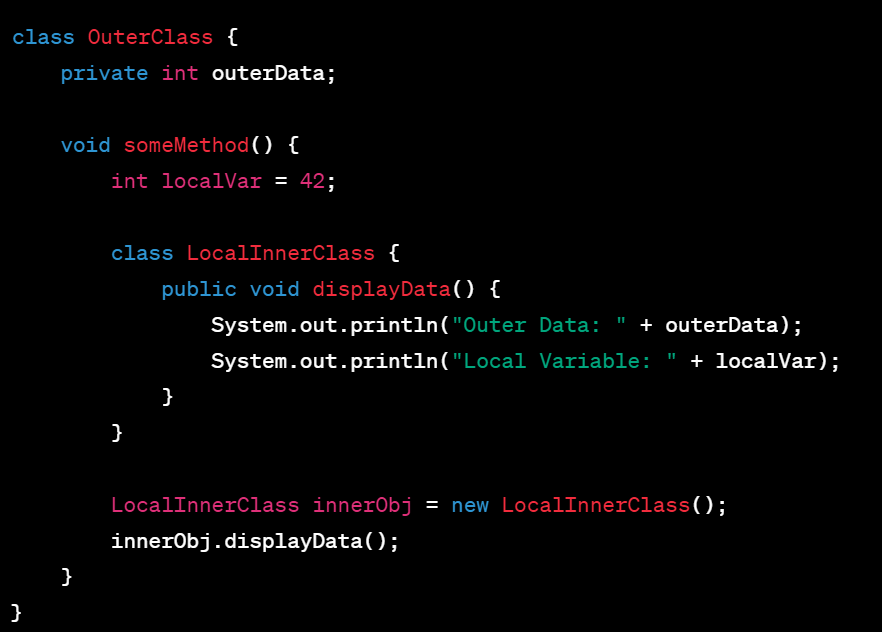 class OuterClass {
    private int outerData;

    void someMethod() {
        int localVar = 42;

        class LocalInnerClass {
            public void displayData() {
                System.out.println("Outer Data: " + outerData);
                System.out.println("Local Variable: " + localVar);
            }
        }

        LocalInnerClass innerObj = new LocalInnerClass();
        innerObj.displayData();
    }
}